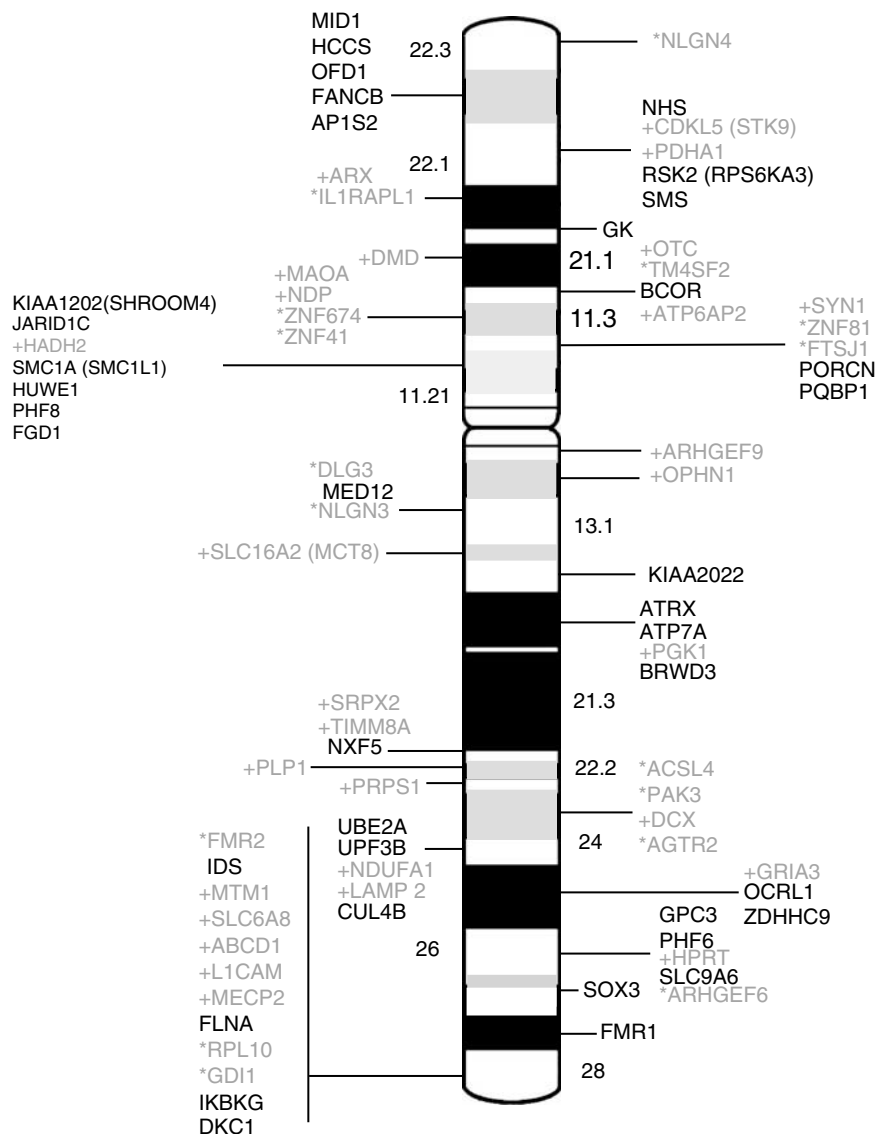 MID1
HCCS
OFD1
FANCB
AP1S2
22.3
*NLGN4
NHS
+CDKL5 (STK9)
+PDHA1
RSK2 (RPS6KA3)
SMS
22.1
+ARX
*IL1RAPL1
GK
+DMD
21.1
+OTC
*TM4SF2
BCOR
+ATP6AP2
+MAOA
+NDP
*ZNF674
*ZNF41
11.3
+SYN1
*ZNF81
*FTSJ1
PORCN
PQBP1
KIAA1202(SHROOM4)
JARID1C
+HADH2
SMC1A (SMC1L1)
HUWE1
PHF8
FGD1
11.21
+ARHGEF9
+OPHN1
*DLG3
MED12
*NLGN3
13.1
+SLC16A2 (MCT8)
KIAA2022
ATRX
ATP7A
+PGK1
BRWD3
21.3
+SRPX2
+TIMM8A
NXF5
+PLP1
+PRPS1
22.2
*ACSL4
*PAK3
+DCX
*AGTR2
24
UBE2A
UPF3B
+NDUFA1
+LAMP 2
CUL4B
+GRIA3
OCRL1
ZDHHC9
26
GPC3
PHF6
+HPRT
SLC9A6
*ARHGEF6
SOX3
FMR1
28
*FMR2
IDS
+MTM1
+SLC6A8
+ABCD1
+L1CAM
+MECP2
FLNA
*RPL10
*GDI1
IKBKG
DKC1